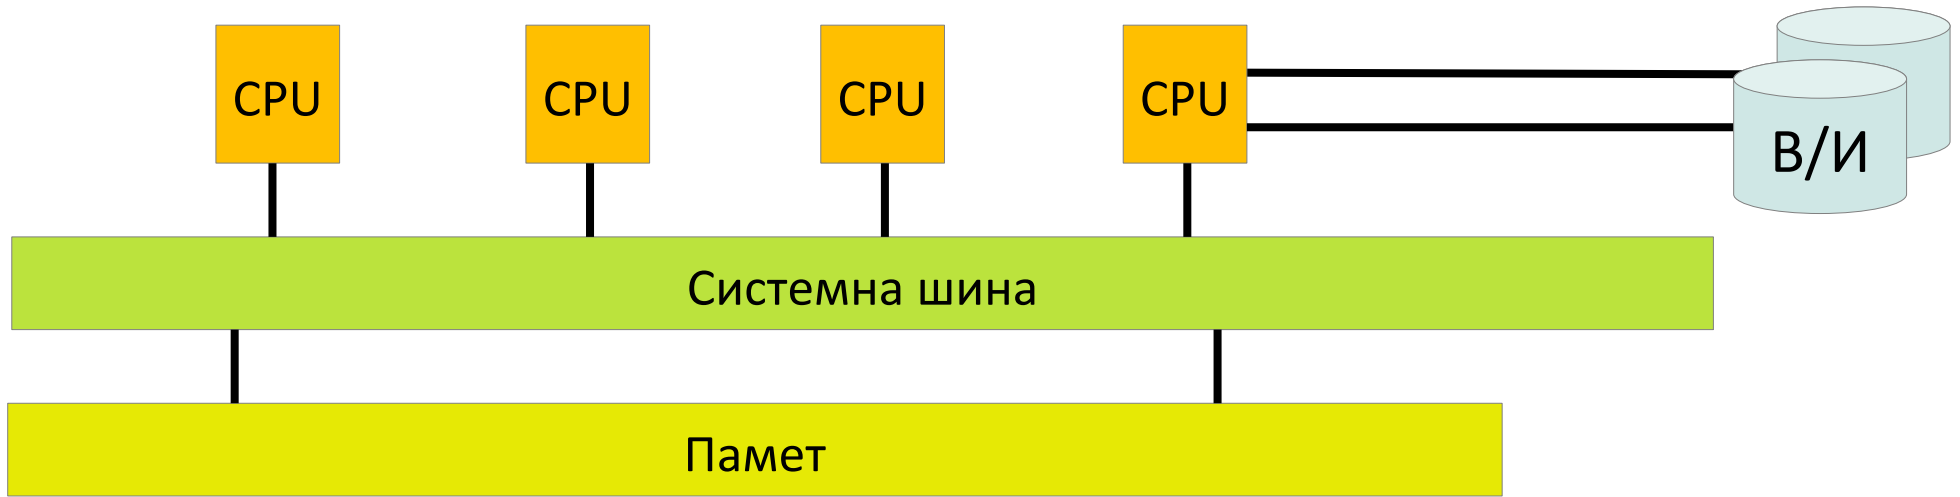 CPU
CPU
CPU
CPU
В/И
Системна шина
Памет